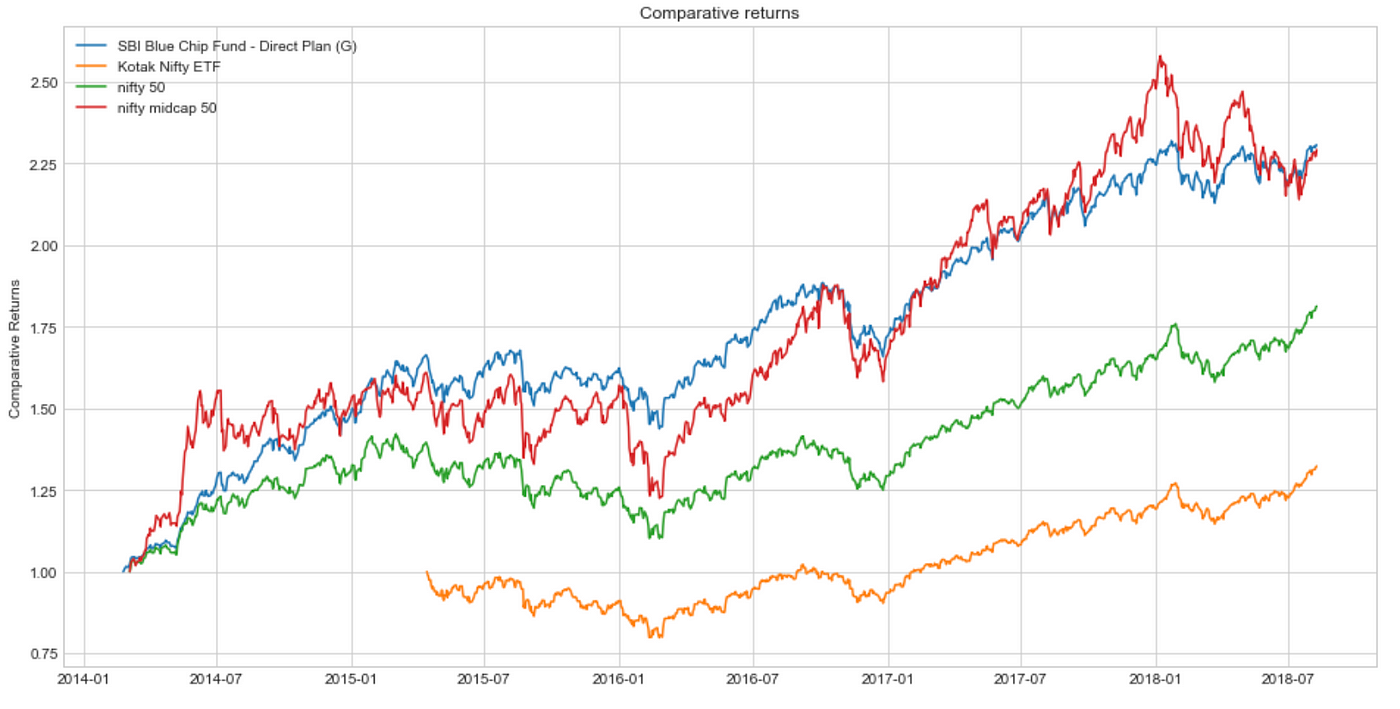 Comparative returns
SBI Blue Chip Fund - Direct Plan (G)
Kotak Nifty ETF
nifty 50
nifty midcap 50
Comparative Returns
2.50
2.25
2.00
1.75
1.50
1.25
1.00
0.75
2014-01 2014-07 2015-01 2015-07 2016-01 2016-07 2017-01 2017-07 2018-01 2018-07